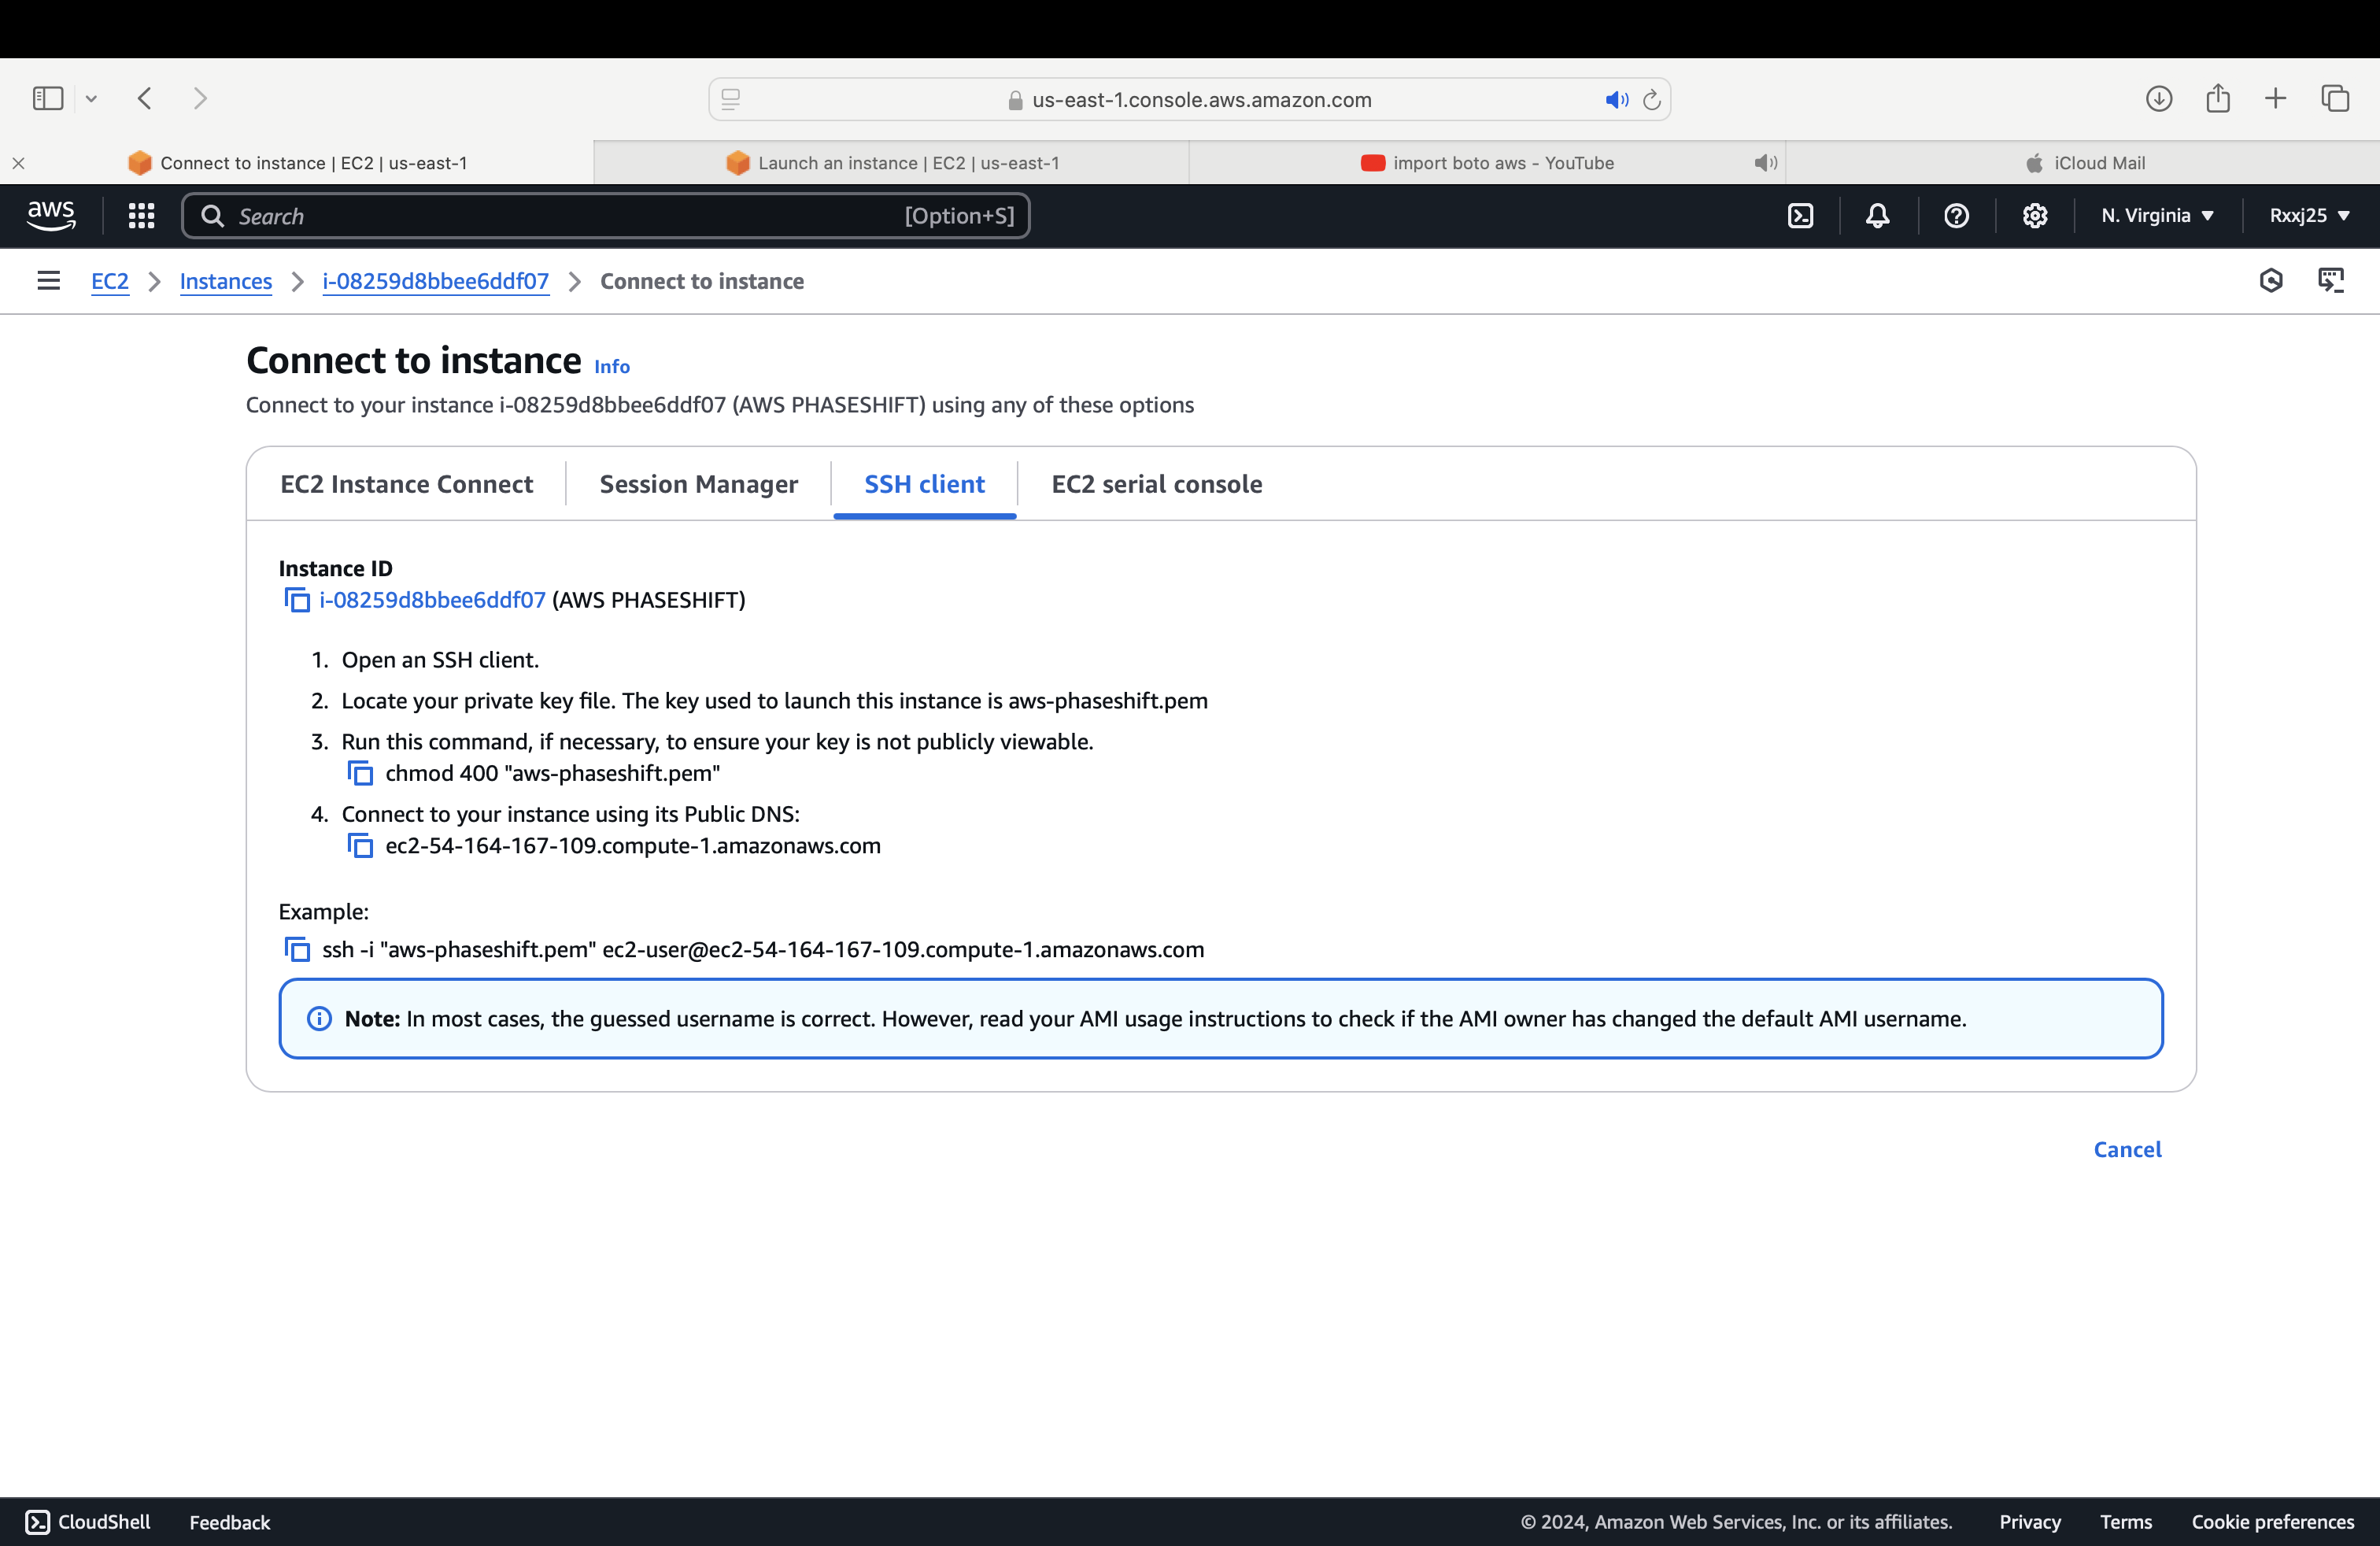 us-east-1.console.aws.amazon.com
Connect to instance | EC2 | us-east-1
Launch an instance | EC2 | us-east-1
import boto aws - YouTube
iCloud Mail
aws
Search
[Option+S]
N. Virginia
Rxxj25
EC2
Instances
i-08259d8bbee6ddf07
Connect to instance
Connect to instance Info
Connect to your instance i-08259d8bbee6ddf07 (AWS PHASESHIFT) using any of these options
EC2 Instance Connect
Session Manager
SSH client
EC2 serial console
Instance ID
i-08259d8bbee6ddf07 (AWS PHASESHIFT)
1. Open an SSH client.
2. Locate your private key file. The key used to launch this instance is aws-phaseshift.pem
3. Run this command, if necessary, to ensure your key is not publicly viewable.
chmod 400 "aws-phaseshift.pem"
4. Connect to your instance using its Public DNS:
ec2-54-164-167-109.compute-1.amazonaws.com
Example:
ssh -i "aws-phaseshift.pem" ec2-user@ec2-54-164-167-109.compute-1.amazonaws.com
Note: In most cases, the guessed username is correct. However, read your AMI usage instructions to check if the AMI owner has changed the default AMI username.
Cancel
CloudShell
Feedback
© 2024, Amazon Web Services, Inc. or its affiliates.
Privacy
Terms
Cookie preferences